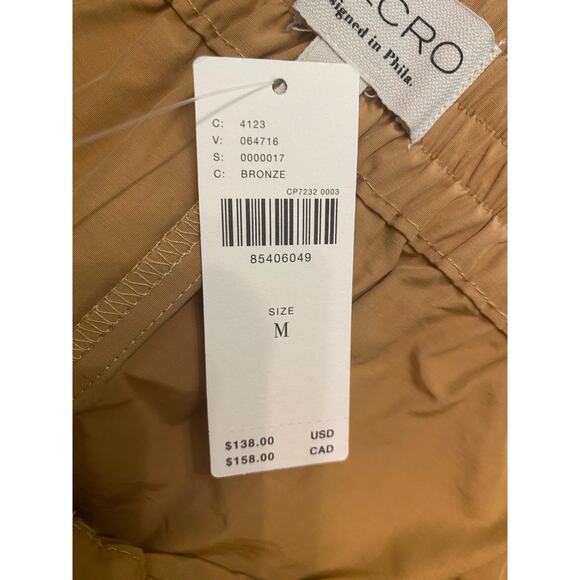 CRO
signed in Phila.
C: 4123
V: 064716
S: 0000017
C: BRONZE
CP7232 0003
85406049
SIZE
M
$138.00 USD
$158.00 CAD